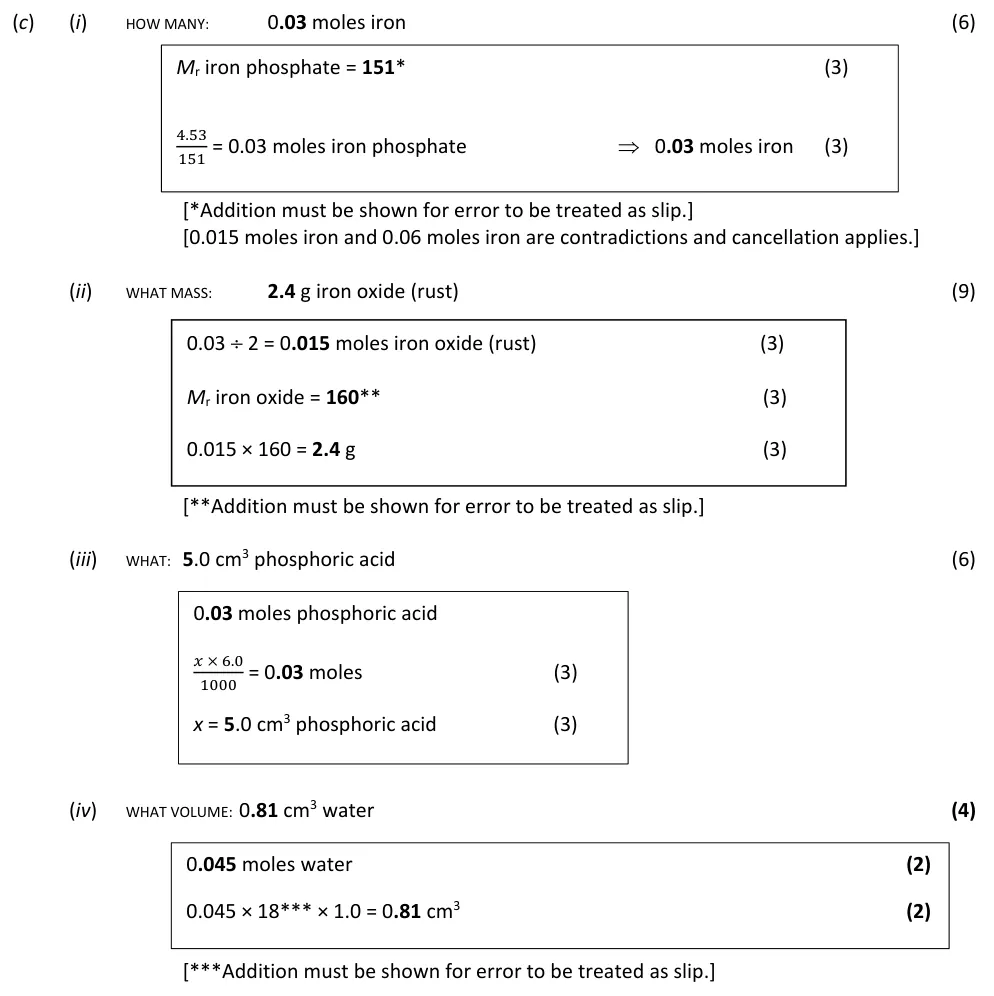 (c) (i) HOW MANY: 0.03 moles iron (6)
Mr iron phosphate = 151* (3)
4.53/151 = 0.03 moles iron phosphate ⇒ 0.03 moles iron (3)
[*Addition must be shown for error to be treated as slip.]
[0.015 moles iron and 0.06 moles iron are contradictions and cancellation applies.]
(ii) WHAT MASS: 2.4 g iron oxide (rust) (9)
0.03 ÷ 2 = 0.015 moles iron oxide (rust) (3)
Mr iron oxide = 160** (3)
0.015 × 160 = 2.4 g (3)
[**Addition must be shown for error to be treated as slip.]
(iii) WHAT: 5.0 cm³ phosphoric acid (6)
0.03 moles phosphoric acid
x × 6.0/1000 = 0.03 moles (3)
x = 5.0 cm³ phosphoric acid (3)
(iv) WHAT VOLUME: 0.81 cm³ water (4)
0.045 moles water (2)
0.045 × 18*** × 1.0 = 0.81 cm³ (2)
[***Addition must be shown for error to be treated as slip.]